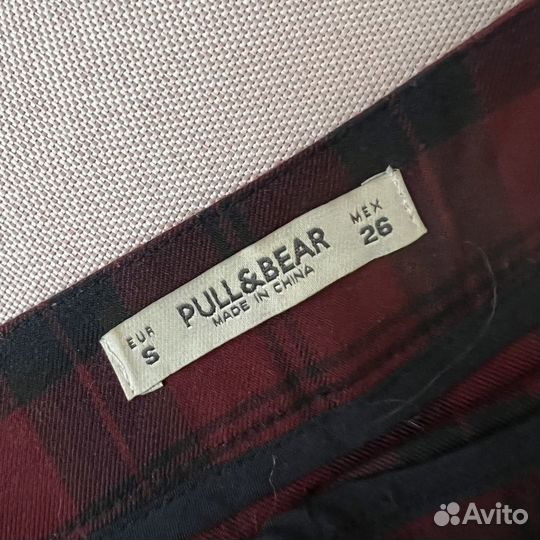 EUR
S
PULL&BEAR
MADE IN CHINA
MEX
26
Avito